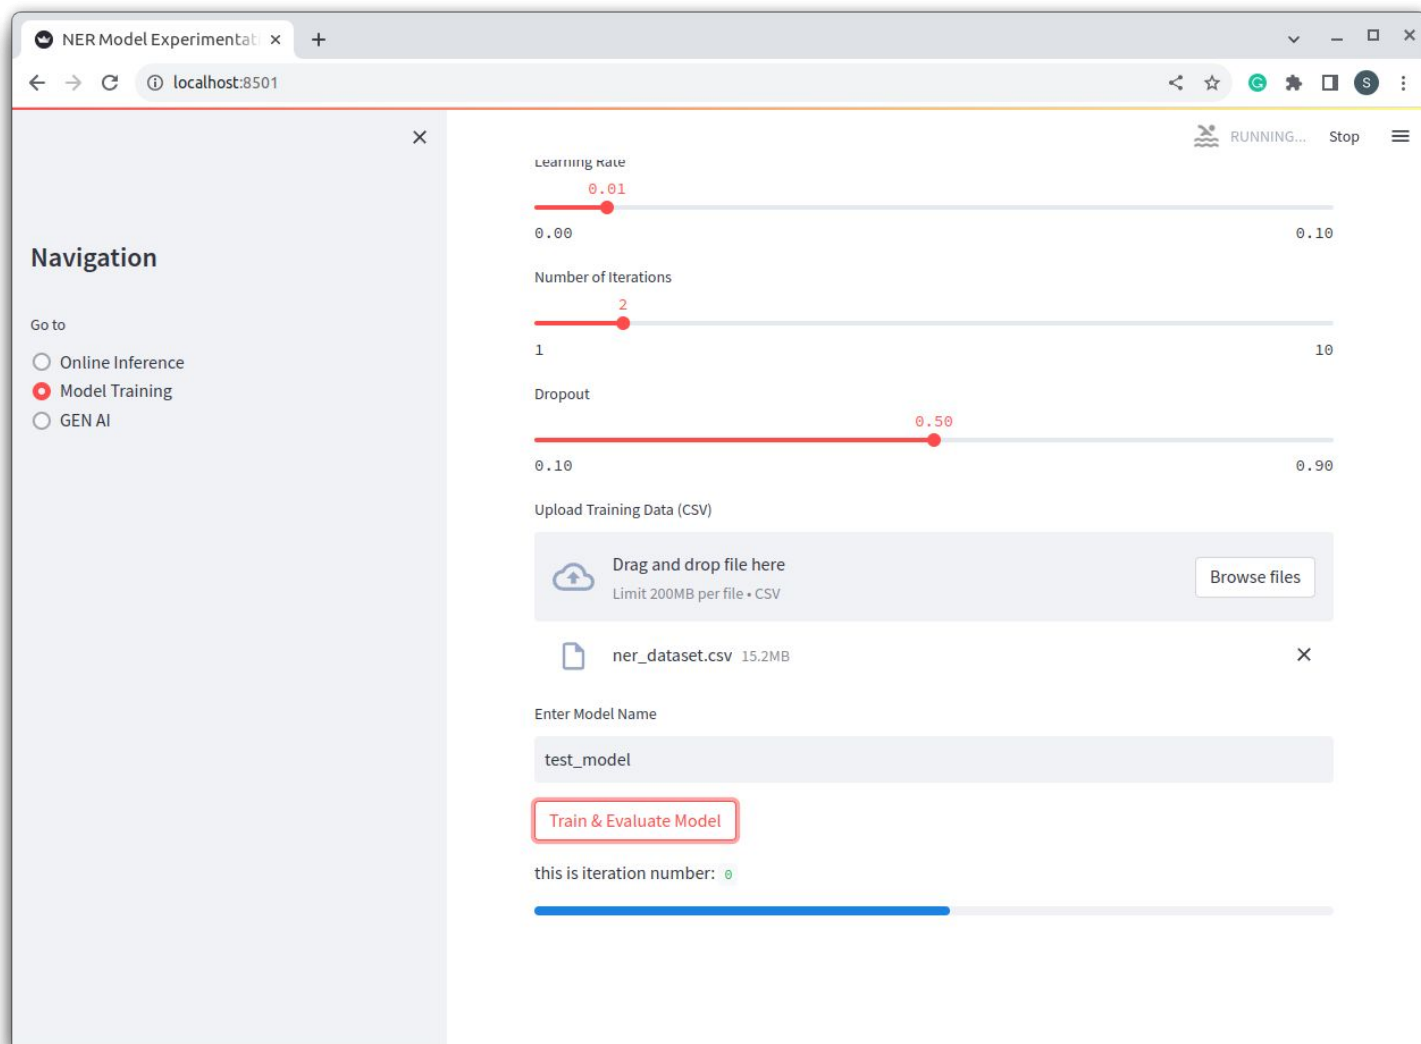 NER Model Experimentat
localhost:8501
S
RUNNING...
Stop
Navigation
Go to
Online Inference
Model Training
GEN AI
Learning Rate
0.01
0.00 0.10
Number of Iterations
2
1 10
Dropout
0.50
0.10 0.90
Upload Training Data (CSV)
Drag and drop file here
Limit 200MB per file • CSV
Browse files
ner_dataset.csv 15.2MB
Enter Model Name
test_model
Train & Evaluate Model
this is iteration number: 0